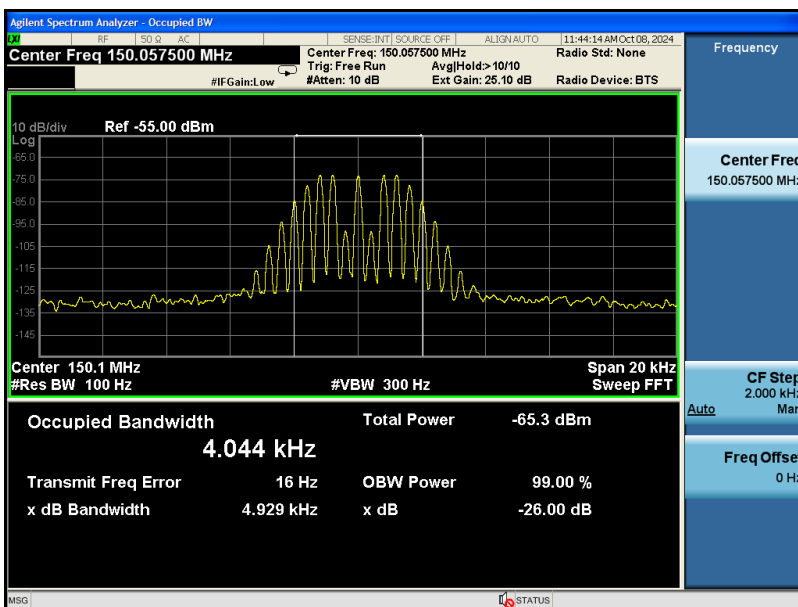 Agilent Spectrum Analyzer - Occupied BW
LXI RF 50 Ω AC SENSE:INT SOURCE OFF ALIGN AUTO 11:44:14 AM Oct 08, 2024
Center Freq 150.057500 MHz
Center Freq: 150.057500 MHz Radio Std: None
Trig: Free Run Avg|Hold:>10/10
#IFGain:Low #Atten: 10 dB Ext Gain: 25.10 dB Radio Device: BTS
10 dB/div Ref -55.00 dBm
Log
-65.0
-75.0
-85.0
-95.0
-105
-115
-125
-135
-145
Center 150.1 MHz Span 20 kHz
#Res BW 100 Hz #VBW 300 Hz Sweep FFT
Occupied Bandwidth Total Power -65.3 dBm
4.044 kHz
Transmit Freq Error 16 Hz OBW Power 99.00 %
x dB Bandwidth 4.929 kHz x dB -26.00 dB
MSG STATUS
Frequency
Center Freq
150.057500 MHz
CF Step
2.000 kHz
Auto Man
Freq Offset
0 Hz